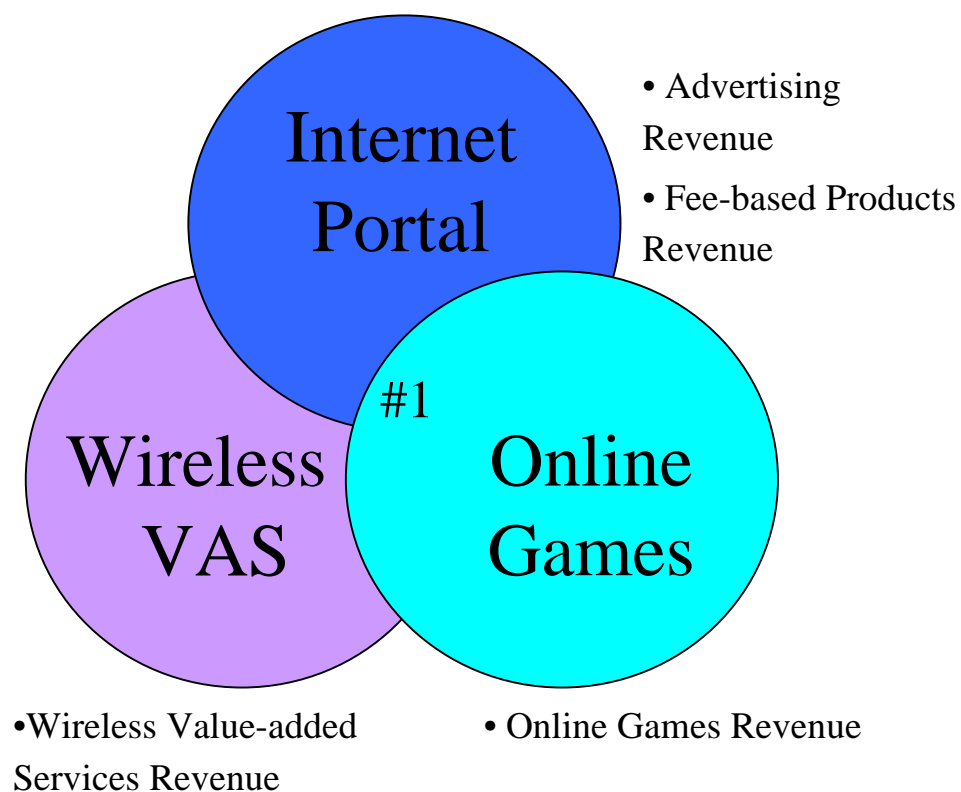 Internet
Portal
• Advertising
Revenue
• Fee-based Products
Revenue
#1
Wireless
VAS
Online
Games
•Wireless Value-added
Services Revenue
• Online Games Revenue